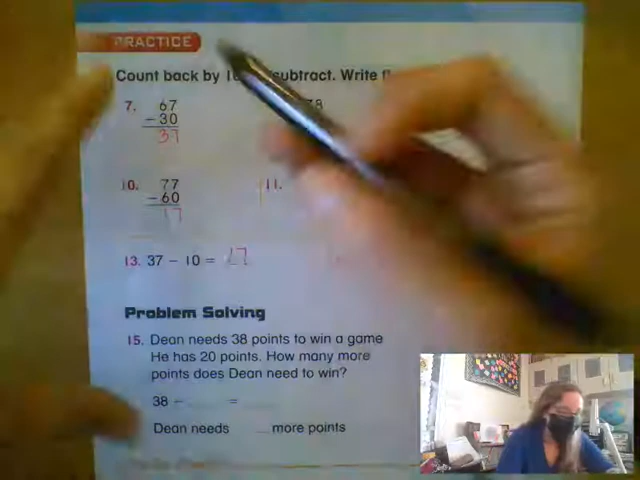 PRACTICE
Count back by subtract. Write
7. 67
− 30
37
10. 77
− 60
17
11.
13. 37 − 10 = 27
Problem Solving
15. Dean needs 38 points to win a game
He has 20 points. How many more
points does Dean need to win?
38 − =
Dean needs more points